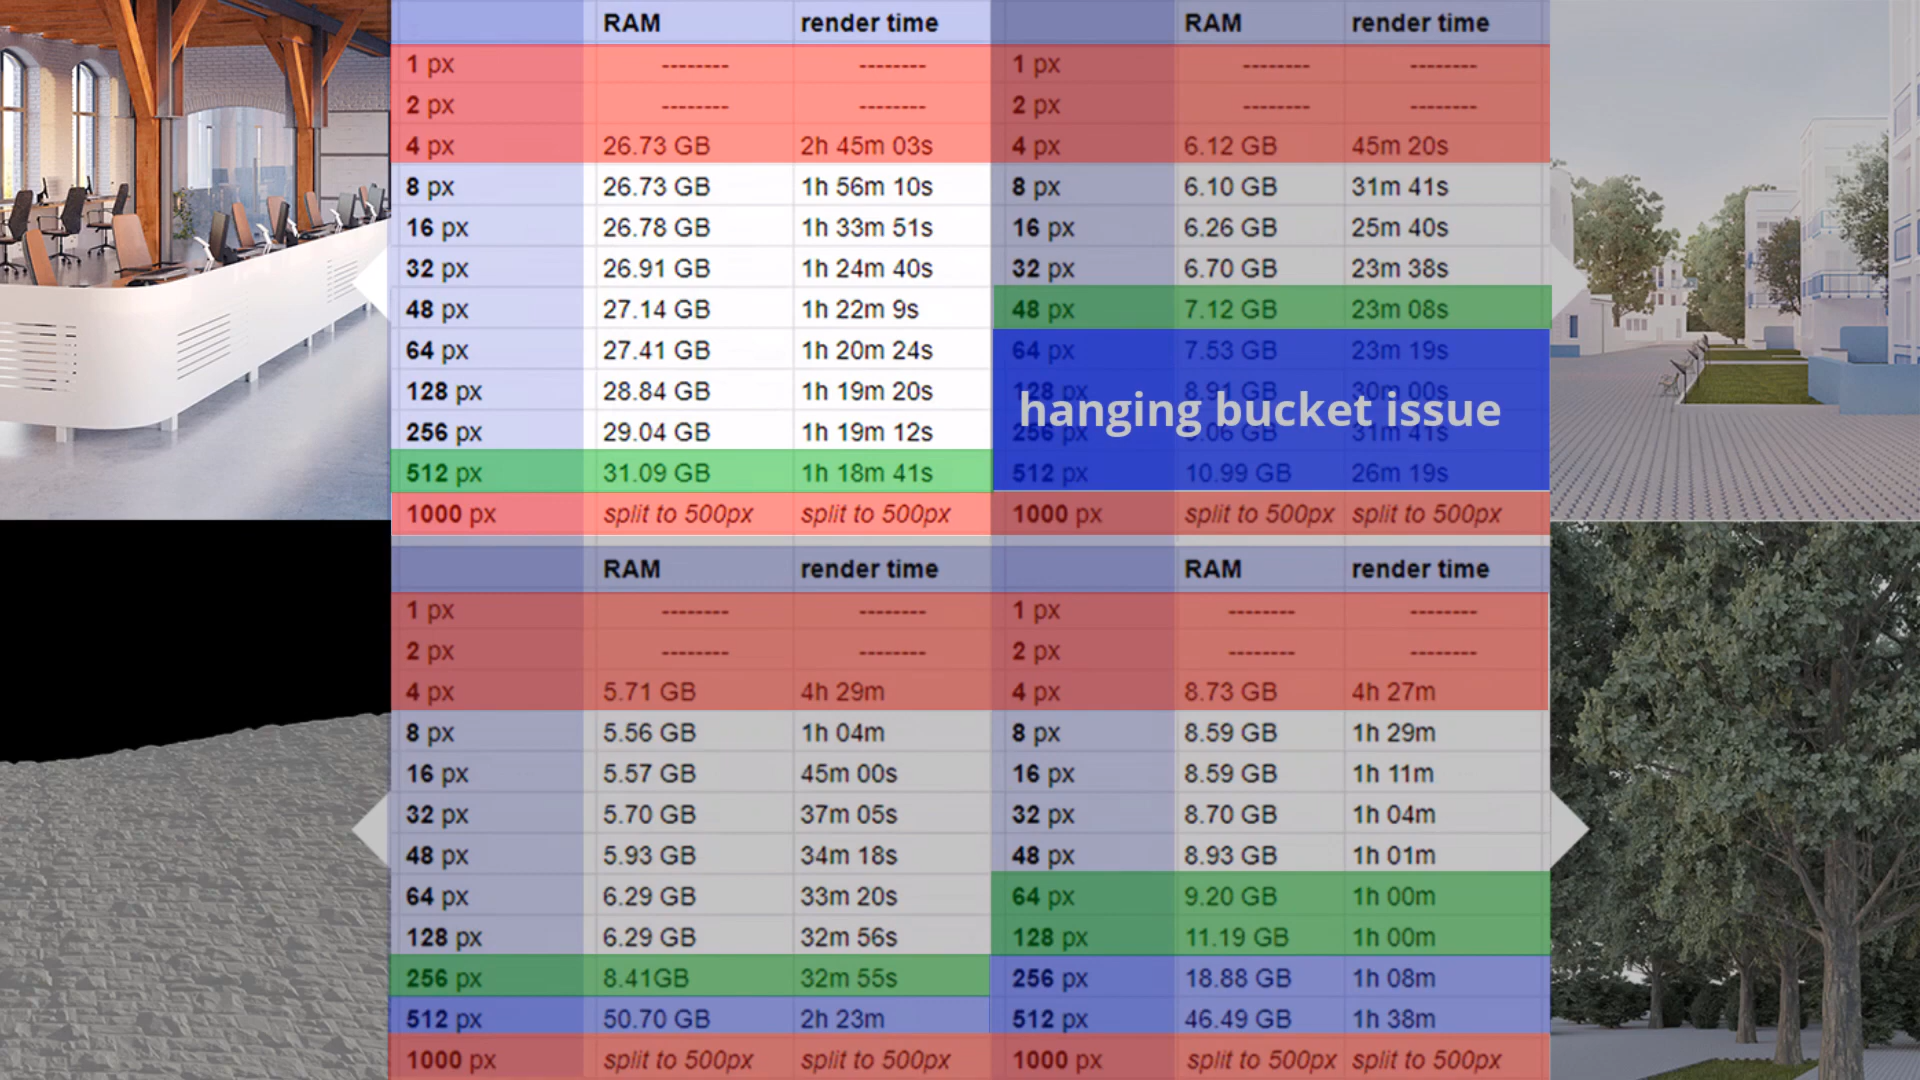 RAM render time
1 px -------- --------
2 px -------- --------
4 px 26.73 GB 2h 45m 03s
8 px 26.73 GB 1h 56m 10s
16 px 26.78 GB 1h 33m 51s
32 px 26.91 GB 1h 24m 40s
48 px 27.14 GB 1h 22m 9s
64 px 27.41 GB 1h 20m 24s
128 px 28.84 GB 1h 19m 20s
256 px 29.04 GB 1h 19m 12s
512 px 31.09 GB 1h 18m 41s
1000 px split to 500px split to 500px
RAM render time
1 px -------- --------
2 px -------- --------
4 px 6.12 GB 45m 20s
8 px 6.10 GB 31m 41s
16 px 6.26 GB 25m 40s
32 px 6.70 GB 23m 38s
48 px 7.12 GB 23m 08s
64 px 7.53 GB 23m 19s
128 px 8.91 GB 30m 00s
hanging bucket issue
256 px GB 31m 41s
512 px 10.99 GB 26m 19s
1000 px split to 500px split to 500px
RAM render time
1 px -------- --------
2 px -------- --------
4 px 5.71 GB 4h 29m
8 px 5.56 GB 1h 04m
16 px 5.57 GB 45m 00s
32 px 5.70 GB 37m 05s
48 px 5.93 GB 34m 18s
64 px 6.29 GB 33m 20s
128 px 6.29 GB 32m 56s
256 px 8.41GB 32m 55s
512 px 50.70 GB 2h 23m
1000 px split to 500px split to 500px
RAM render time
1 px -------- --------
2 px -------- --------
4 px 8.73 GB 4h 27m
8 px 8.59 GB 1h 29m
16 px 8.59 GB 1h 11m
32 px 8.70 GB 1h 04m
48 px 8.93 GB 1h 01m
64 px 9.20 GB 1h 00m
128 px 11.19 GB 1h 00m
256 px 18.88 GB 1h 08m
512 px 46.49 GB 1h 38m
1000 px split to 500px split to 500px